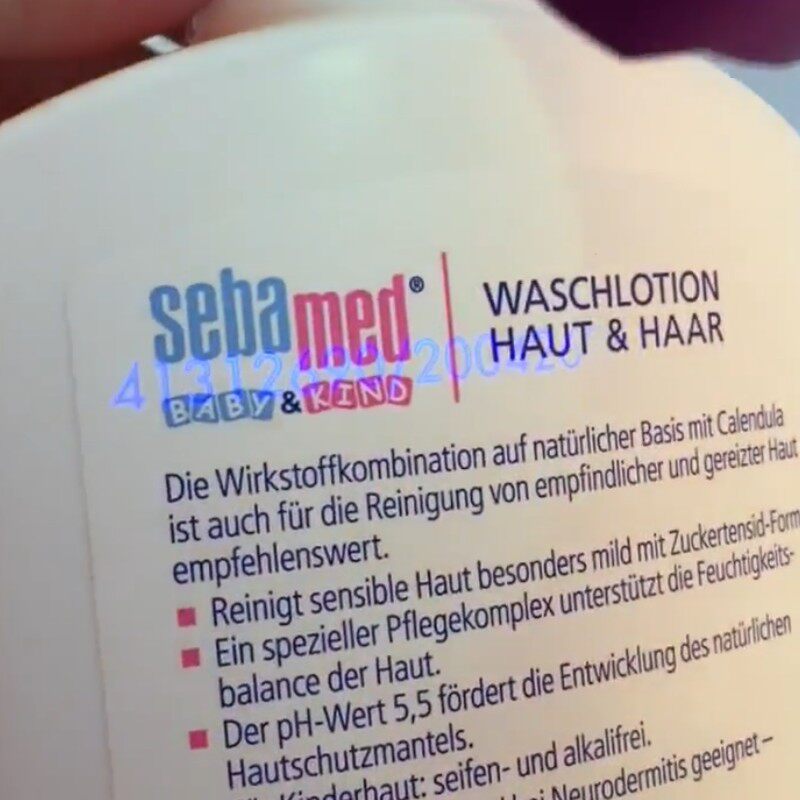 sebamed®
BABY & KIND
WASCHLOTION
HAUT & HAAR
Die Wirkstoffkombination auf natürlicher Basis mit Calendula
ist auch für die Reinigung von empfindlicher und gereizter Haut
empfehlenswert.
Reinigt sensible Haut besonders mild mit Zuckertensid-Form
Ein spezieller Pflegekomplex unterstützt die Feuchtigkeits-
balance der Haut.
Der pH-Wert 5,5 fördert die Entwicklung des natürlichen
Hautschutzmantels.
Kinderhaut: seifen- und alkalifrei.
bei Neurodermitis geeignet –